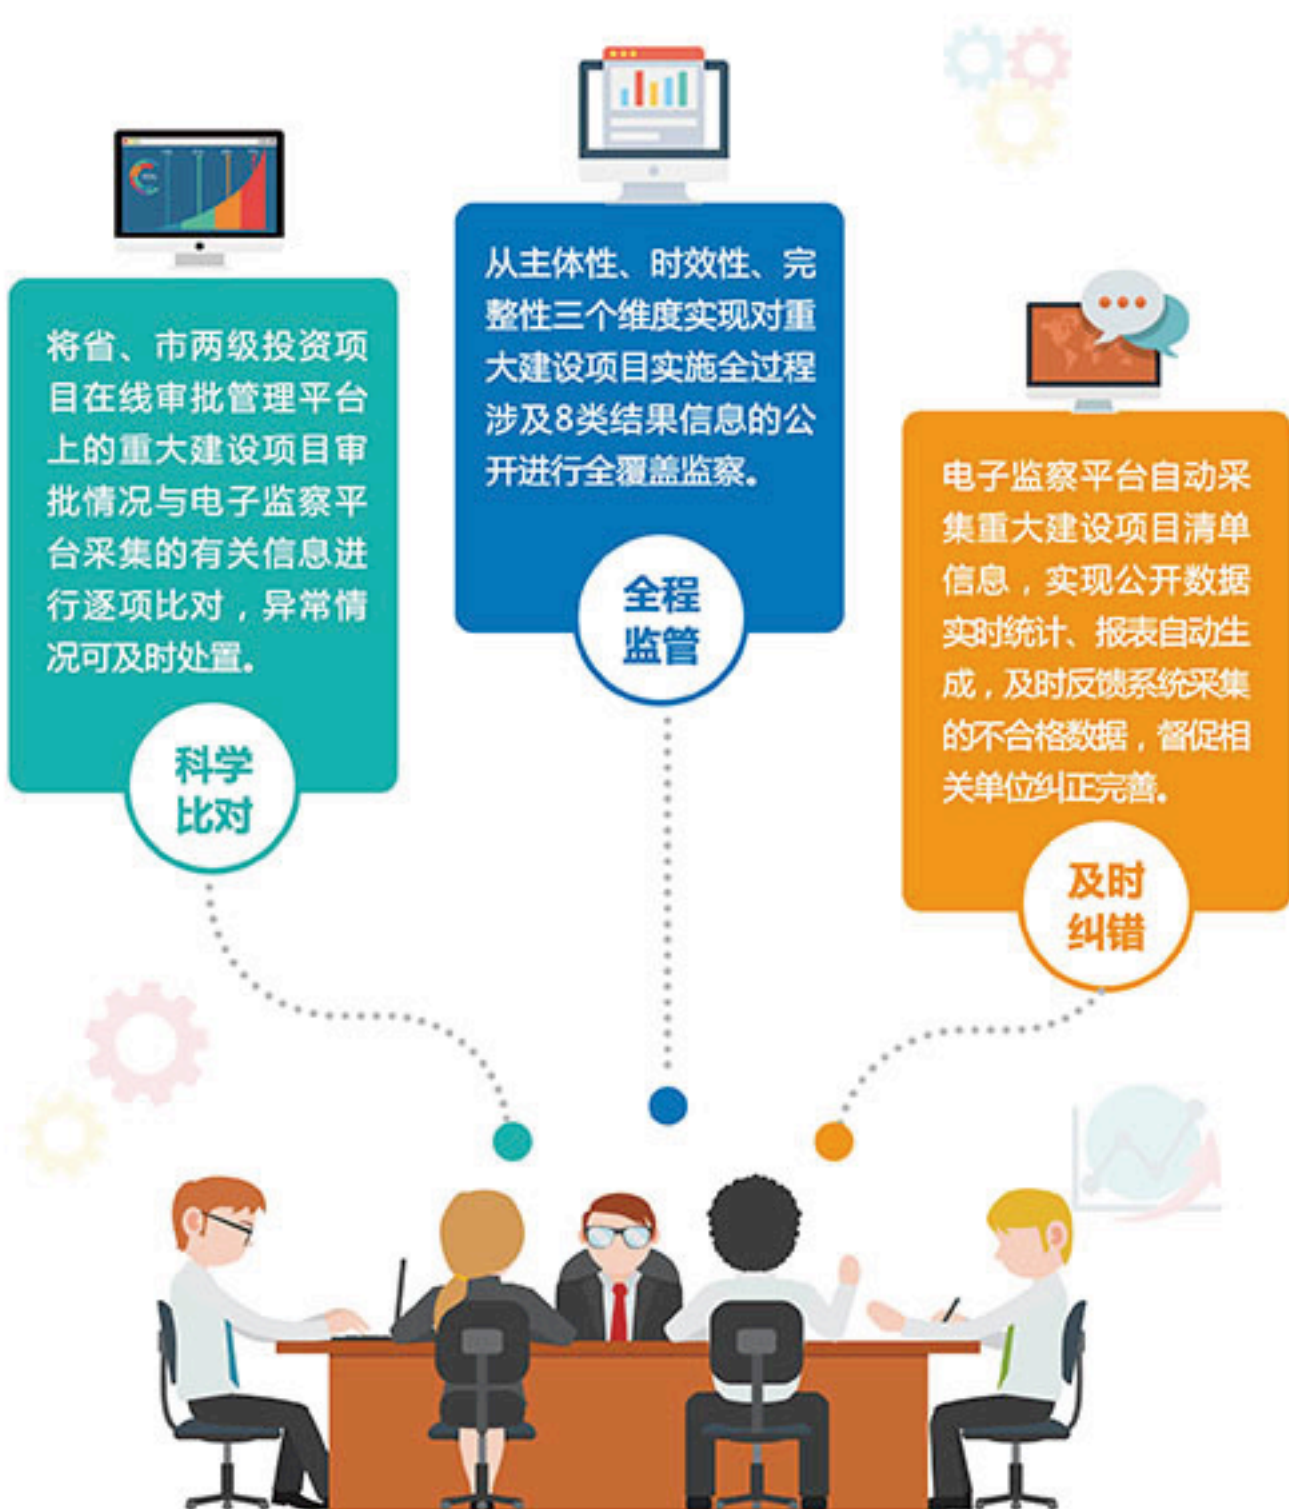 将省、市两级投资项
目在线审批管理平台
上的重大建设项目审
批情况与电子监察平
台采集的有关信息进
行逐项比对，异常情
况可及时处置。
科学
比对
从主体性、时效性、完
整性三个维度实现对重
大建设项目实施全过程
涉及8类结果信息的公
开进行全覆盖监察。
全程
监管
电子监察平台自动采
集重大建设项目清单
信息，实现公开数据
实时统计、报表自动生
成，及时反馈系统采集
的不合格数据，督促相
关单位纠正完善。
及时
纠错